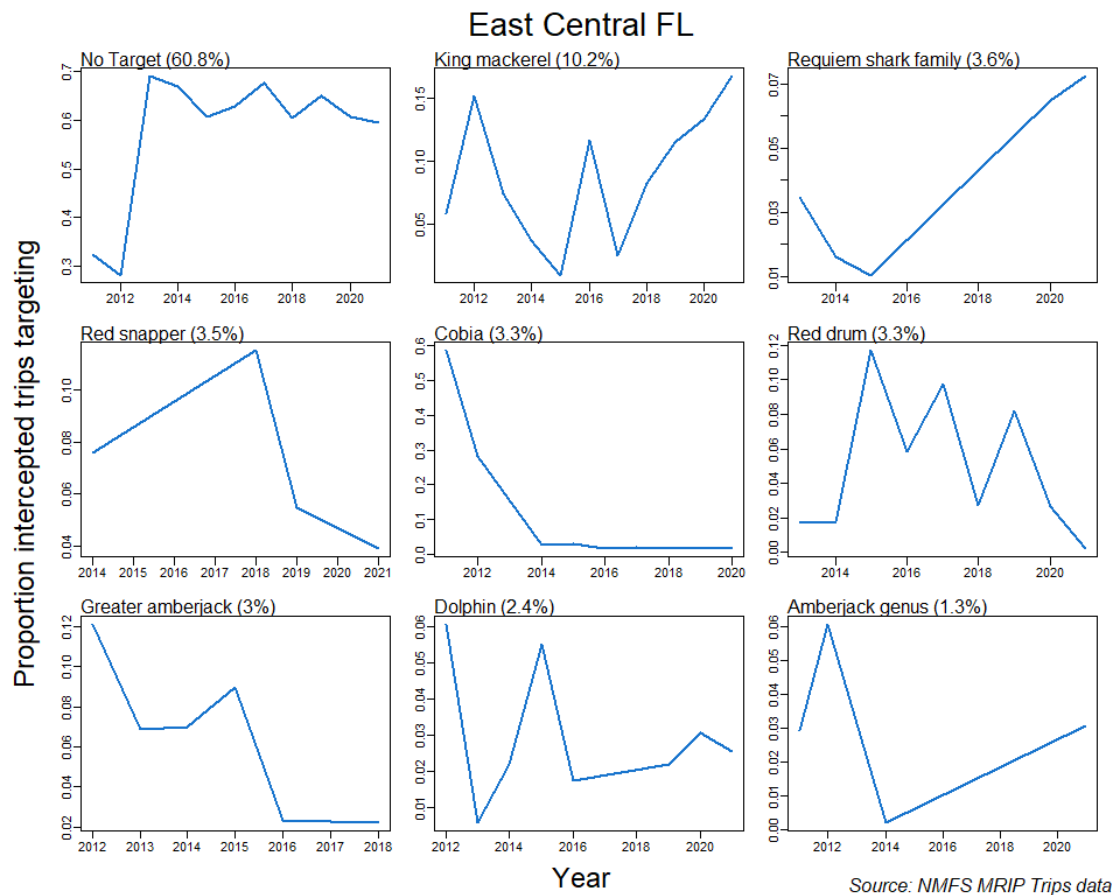 East Central FL
Proportion intercepted trips targeting
No Target (60.8%)
0.7
0.6
0.5
0.4
0.3
2012 2014 2016 2018 2020
King mackerel (10.2%)
0.15
0.10
0.05
2012 2014 2016 2018 2020
Requiem shark family (3.6%)
0.07
0.05
0.03
0.01
2014 2016 2018 2020
Red snapper (3.5%)
0.10
0.08
0.06
0.04
2014 2015 2016 2017 2018 2019 2020 2021
Cobia (3.3%)
0.6
0.5
0.4
0.3
0.2
0.1
0.0
2012 2014 2016 2018 2020
Red drum (3.3%)
0.12
0.10
0.08
0.06
0.04
0.02
0.00
2014 2016 2018 2020
Greater amberjack (3%)
0.12
0.10
0.08
0.06
0.04
0.02
2012 2013 2014 2015 2016 2017 2018
Dolphin (2.4%)
0.06
0.05
0.04
0.03
0.02
0.01
2012 2014 2016 2018 2020
Amberjack genus (1.3%)
0.06
0.05
0.04
0.03
0.02
0.01
0.00
2012 2014 2016 2018 2020
Year
Source: NMFS MRIP Trips data